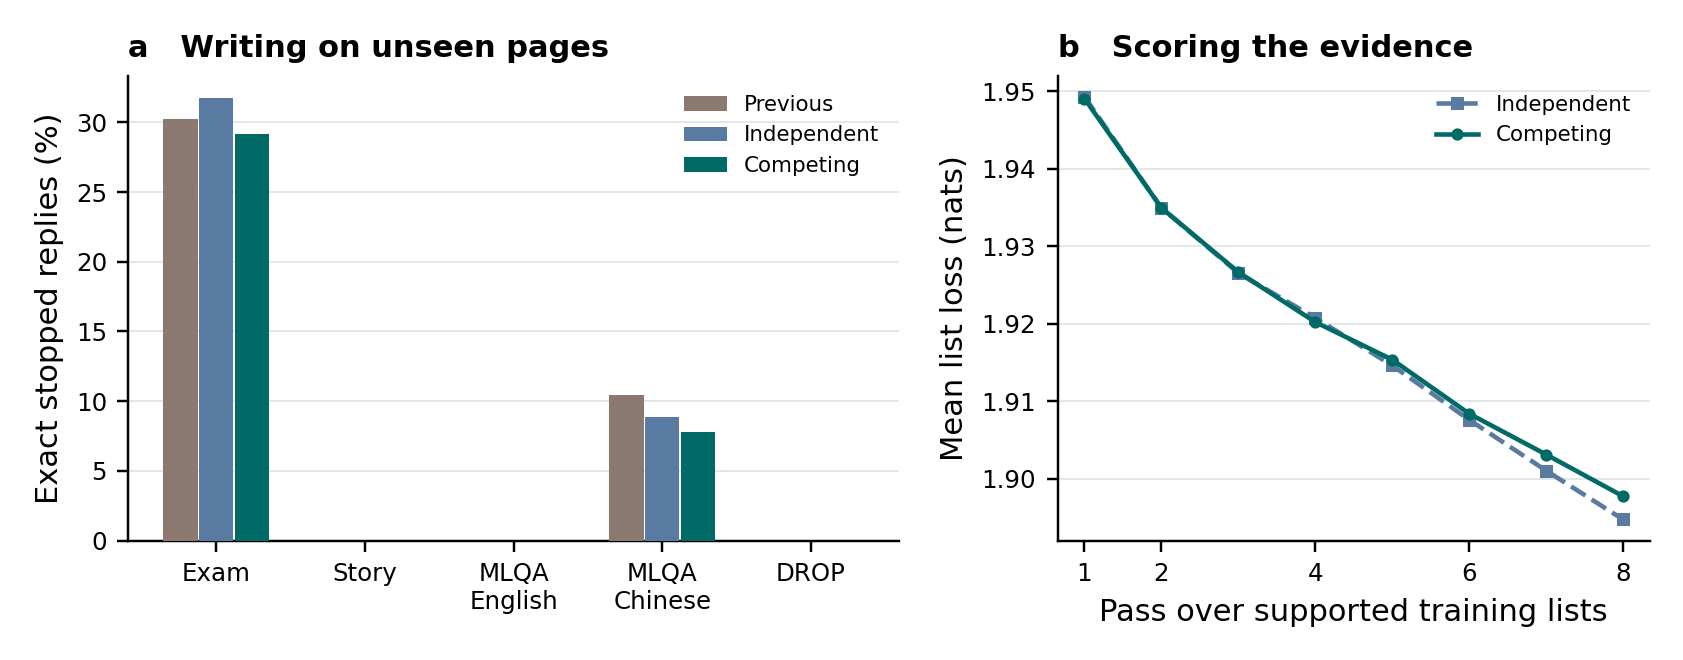 a Writing on unseen pages
Exact stopped replies (%)
30
25
20
15
10
5
0
Previous
Independent
Competing
Exam
Story
MLQA
English
MLQA
Chinese
DROP
b Scoring the evidence
Mean list loss (nats)
1.95
1.94
1.93
1.92
1.91
1.90
Independent
Competing
1
2
4
6
8
Pass over supported training lists